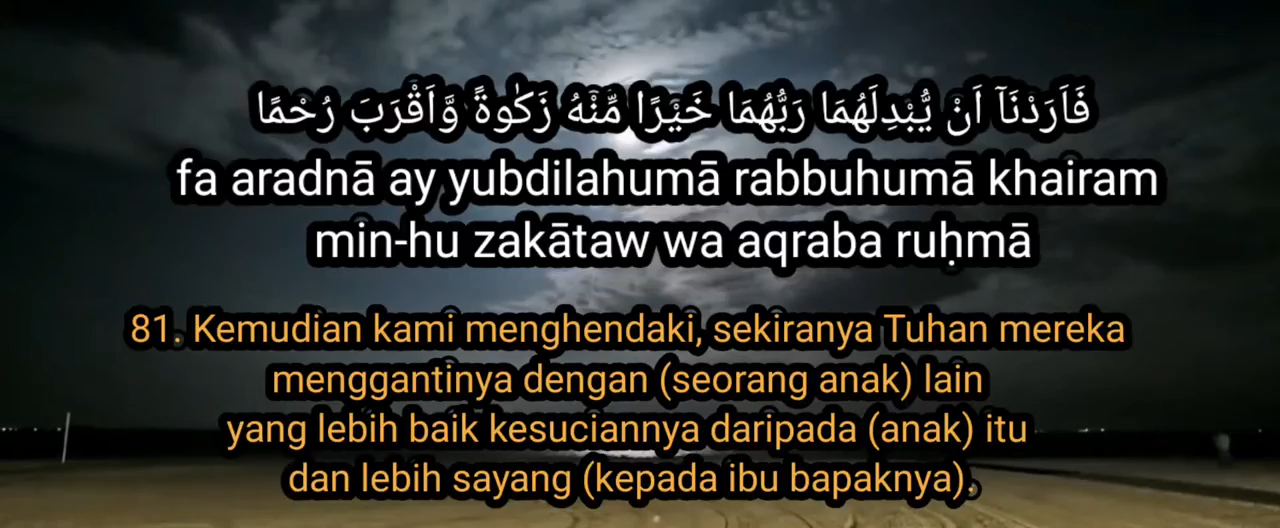 فَاَرَدْنَآ اَنْ يُّبْدِلَهُمَا رَبُّهُمَا خَيْرًا مِّنْهُ زَكٰوةً وَّاَقْرَبَ رُحْمًا
fa aradnā ay yubdilahumā rabbuhumā khairam
min-hu zakātaw wa aqraba ruḥmā
81. Kemudian kami menghendaki, sekiranya Tuhan mereka
menggantinya dengan (seorang anak) lain
yang lebih baik kesuciannya daripada (anak) itu
dan lebih sayang (kepada ibu bapaknya).